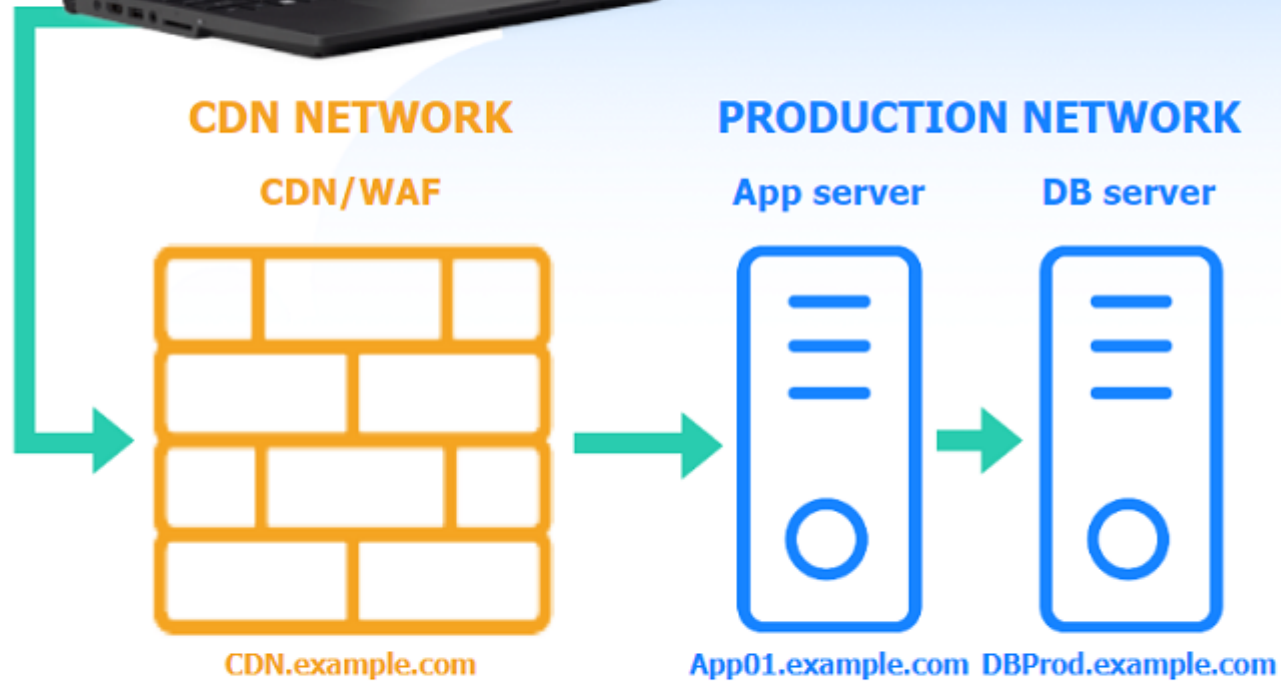 CDN NETWORK
PRODUCTION NETWORK
CDN/WAF
App server
DB server
CDN.example.com
App01.example.com
DBProd.example.com